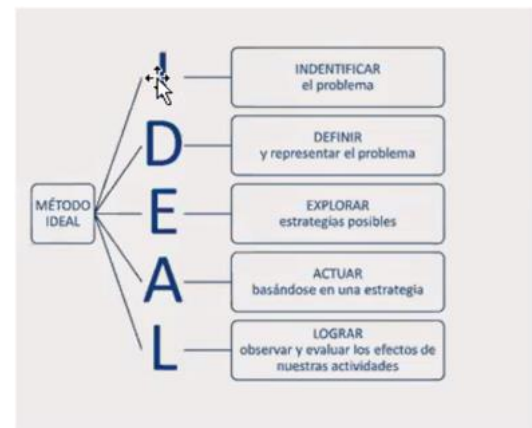 MÉTODO
IDEAL
I
INDENTIFICAR
el problema
D
DEFINIR
y representar el problema
E
EXPLORAR
estrategias posibles
A
ACTUAR
basándose en una estrategia
L
LOGRAR
observar y evaluar los efectos de
nuestras actividades